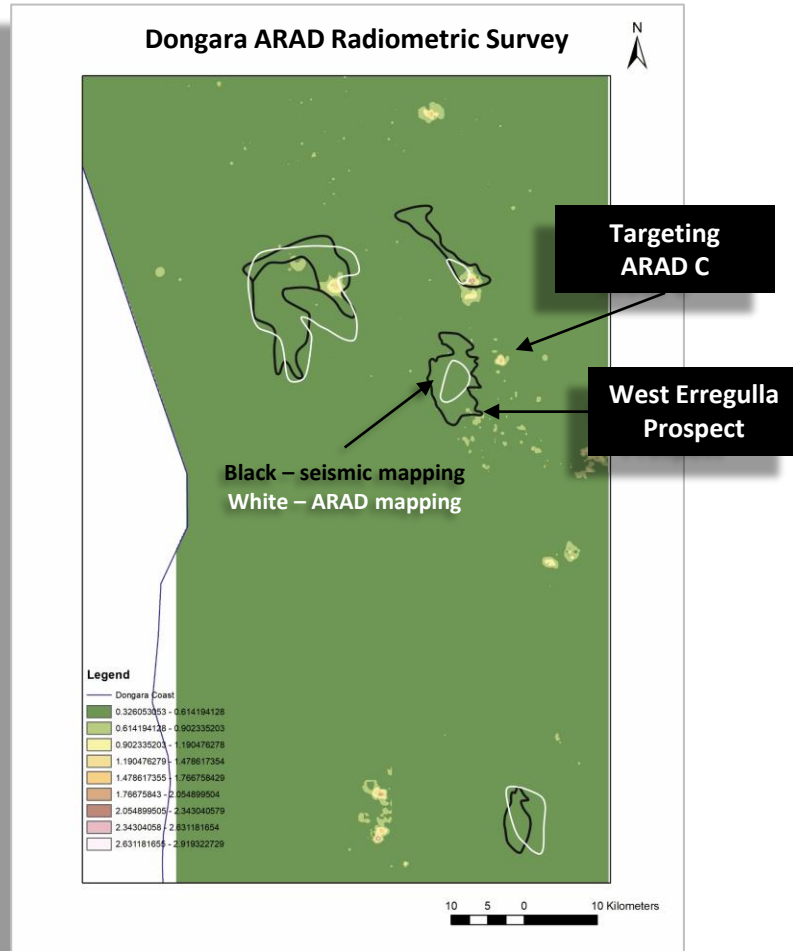 Dongara ARAD Radiometric Survey
N
Targeting
ARAD C
West Erregulla
Prospect
Black – seismic mapping
White – ARAD mapping
Legend
Dongara Coast
0.326053053 - 0.614194128
0.614194128 - 0.902335203
0.902335203 - 1.190476278
1.190476279 - 1.478617354
1.478617355 - 1.766758429
1.76675843 - 2.054899504
2.054899505 - 2.343040579
2.34304058 - 2.631181654
2.631181655 - 2.919322729
10 5 0 10 Kilometers